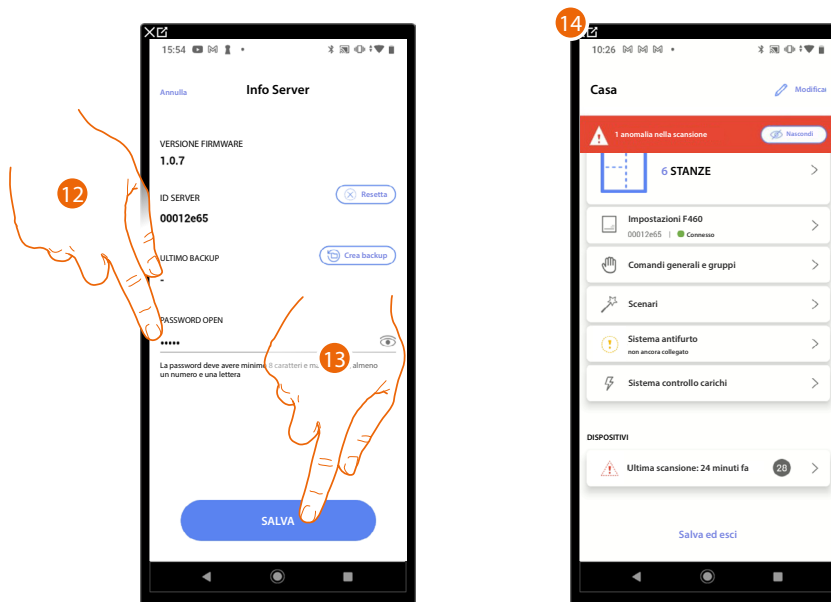 15:54
Annulla
Info Server
VERSIONE FIRMWARE
1.0.7
ID SERVER
Resetta
00012e65
12
ULTIMO BACKUP
Crea backup
-
PASSWORD OPEN
•••••
La password deve avere minimo 8 caratteri e ma almeno
un numero e una lettera
13
SALVA
14
10:26
Casa
Modifica
1 anomalia nella scansione
Nascondi
6 STANZE
Impostazioni F460
00012e65 | Connesso
Comandi generali e gruppi
Scenari
Sistema antifurto
non ancora collegato
Sistema controllo carichi
DISPOSITIVI
Ultima scansione: 24 minuti fa
28
Salva ed esci